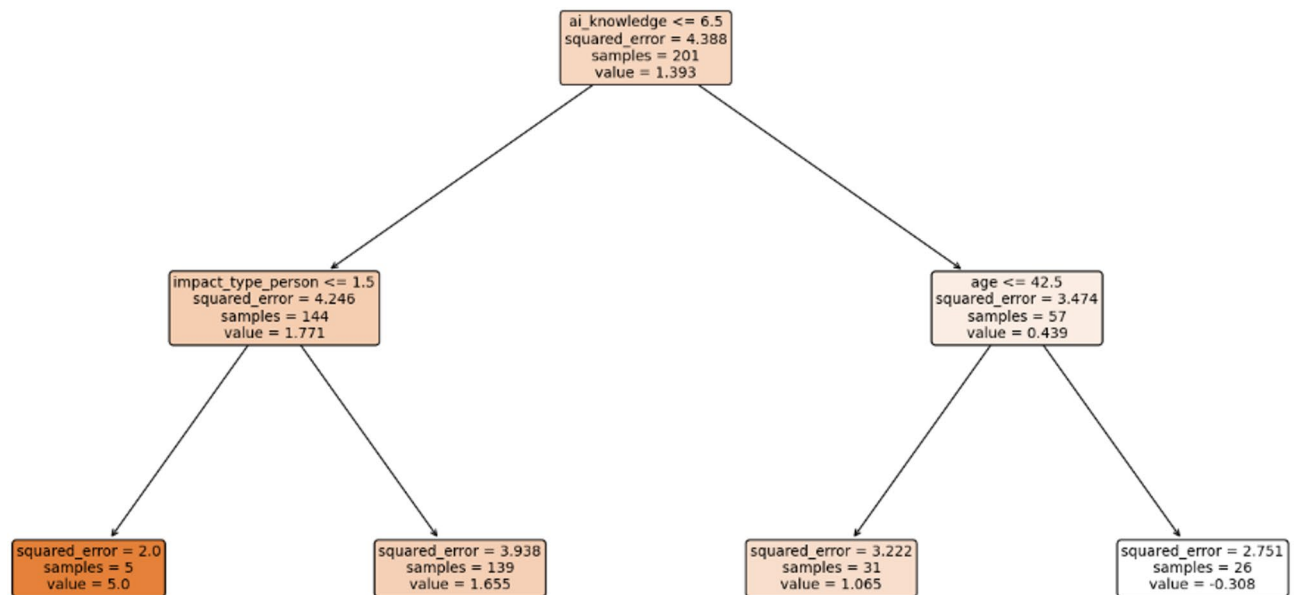 ai_knowledge <= 6.5
squared_error = 4.388
samples = 201
value = 1.393
impact_type_person <= 1.5
squared_error = 4.246
samples = 144
value = 1.771
age <= 42.5
squared_error = 3.474
samples = 57
value = 0.439
squared_error = 2.0
samples = 5
value = 5.0
squared_error = 3.938
samples = 139
value = 1.655
squared_error = 3.222
samples = 31
value = 1.065
squared_error = 2.751
samples = 26
value = -0.308